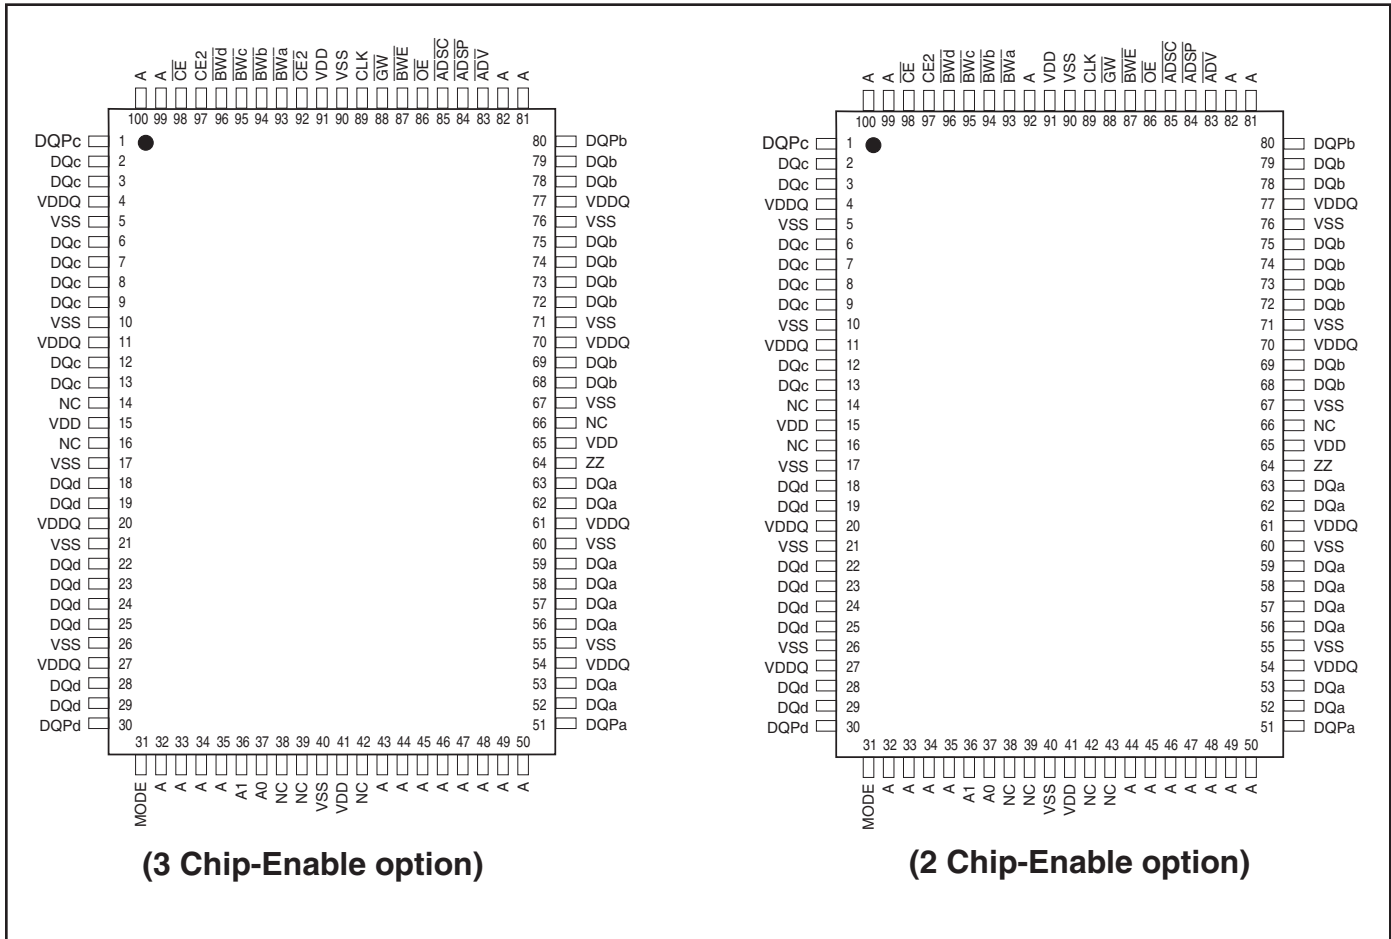 A A CE CE2 BWd BWc BWb BWa CE2 VDD VSS CLK GW BWE OE ADSC ADSP ADV A A
100 99 98 97 96 95 94 93 92 91 90 89 88 87 86 85 84 83 82 81
DQPc 1 80 DQPb
DQc 2 79 DQb
DQc 3 78 DQb
VDDQ 4 77 VDDQ
VSS 5 76 VSS
DQc 6 75 DQb
DQc 7 74 DQb
DQc 8 73 DQb
DQc 9 72 DQb
VSS 10 71 VSS
VDDQ 11 70 VDDQ
DQc 12 69 DQb
DQc 13 68 DQb
NC 14 67 VSS
VDD 15 66 NC
NC 16 65 VDD
VSS 17 64 ZZ
DQd 18 63 DQa
DQd 19 62 DQa
VDDQ 20 61 VDDQ
VSS 21 60 VSS
DQd 22 59 DQa
DQd 23 58 DQa
DQd 24 57 DQa
DQd 25 56 DQa
VSS 26 55 VSS
VDDQ 27 54 VDDQ
DQd 28 53 DQa
DQd 29 52 DQa
DQPd 30 51 DQPa
31 32 33 34 35 36 37 38 39 40 41 42 43 44 45 46 47 48 49 50
MODE A A A A A1 A0 NC NC VSS VDD NC A A A A A A A A
(3 Chip-Enable option)
A A CE CE2 BWd BWc BWb BWa A VDD VSS CLK GW BWE OE ADSC ADSP ADV A A
100 99 98 97 96 95 94 93 92 91 90 89 88 87 86 85 84 83 82 81
DQPc 1 80 DQPb
DQc 2 79 DQb
DQc 3 78 DQb
VDDQ 4 77 VDDQ
VSS 5 76 VSS
DQc 6 75 DQb
DQc 7 74 DQb
DQc 8 73 DQb
DQc 9 72 DQb
VSS 10 71 VSS
VDDQ 11 70 VDDQ
DQc 12 69 DQb
DQc 13 68 DQb
NC 14 67 VSS
VDD 15 66 NC
NC 16 65 VDD
VSS 17 64 ZZ
DQd 18 63 DQa
DQd 19 62 DQa
VDDQ 20 61 VDDQ
VSS 21 60 VSS
DQd 22 59 DQa
DQd 23 58 DQa
DQd 24 57 DQa
DQd 25 56 DQa
VSS 26 55 VSS
VDDQ 27 54 VDDQ
DQd 28 53 DQa
DQd 29 52 DQa
DQPd 30 51 DQPa
31 32 33 34 35 36 37 38 39 40 41 42 43 44 45 46 47 48 49 50
MODE A A A A A1 A0 NC NC VSS VDD NC NC A A A A A A A
(2 Chip-Enable option)